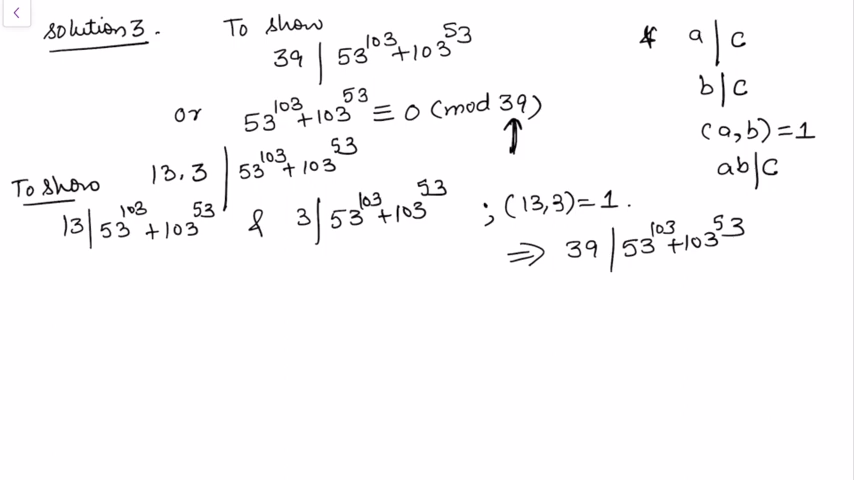 solution 3. To show
39 | 53^103 + 103^53
or 53^103 + 103^53 ≡ 0 (mod 39)
To show 13, 3 | 53^103 + 103^53
13 | 53^103 + 103^53 & 3 | 53^103 + 103^53 ; (13, 3) = 1.
⇒ 39 | 53^103 + 103^53
* a | c
b | c
(a, b) = 1
ab | c